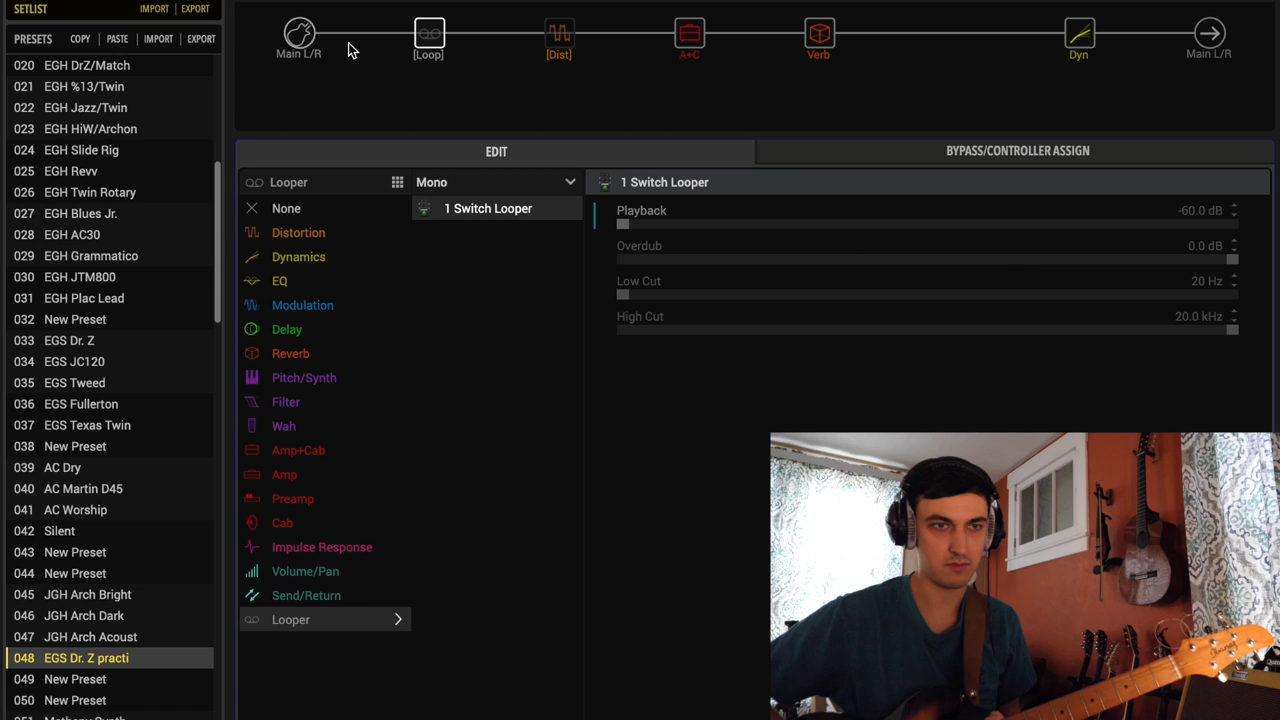 SETLIST IMPORT | EXPORT
PRESETS COPY | PASTE | IMPORT | EXPORT
020 EGH DrZ/Match
021 EGH %13/Twin
022 EGH Jazz/Twin
023 EGH HiW/Archon
024 EGH Slide Rig
025 EGH Revv
026 EGH Twin Rotary
027 EGH Blues Jr.
028 EGH AC30
029 EGH Grammatico
030 EGH JTM800
031 EGH Plac Lead
032 New Preset
033 EGS Dr. Z
034 EGS JC120
035 EGS Tweed
036 EGS Fullerton
037 EGS Texas Twin
038 New Preset
039 AC Dry
040 AC Martin D45
041 AC Worship
042 Silent
043 New Preset
044 New Preset
045 JGH Arch Bright
046 JGH Arch Dark
047 JGH Arch Acoust
048 EGS Dr. Z practi
049 New Preset
050 New Preset
Main L/R [Loop] [Dist] A+C Verb Dyn Main L/R
EDIT BYPASS/CONTROLLER ASSIGN
Looper
None
Distortion
Dynamics
EQ
Modulation
Delay
Reverb
Pitch/Synth
Filter
Wah
Amp+Cab
Amp
Preamp
Cab
Impulse Response
Volume/Pan
Send/Return
Looper
Mono
1 Switch Looper
1 Switch Looper
Playback -60.0 dB
Overdub 0.0 dB
Low Cut 20 Hz
High Cut 20.0 kHz